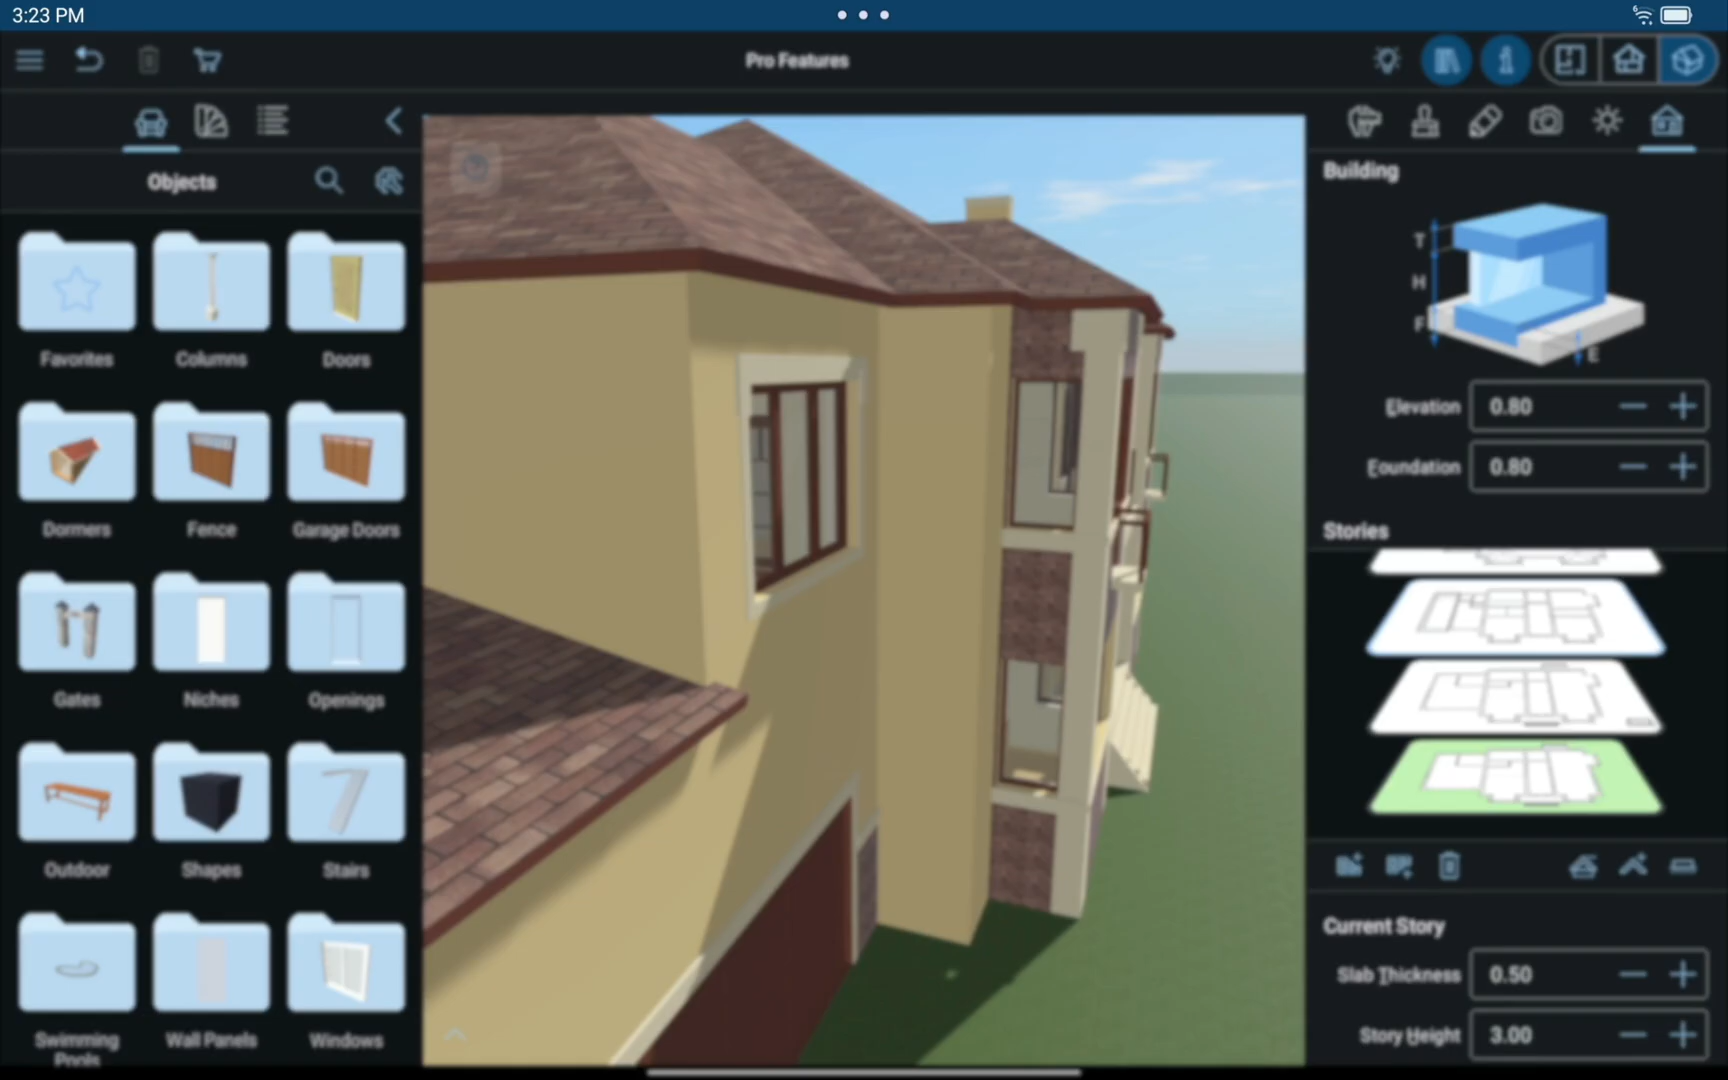 3:23 PM
Pro Features
Objects
Favorites
Columns
Doors
Dormers
Fence
Garage Doors
Gates
Niches
Openings
Outdoor
Shapes
Stairs
Swimming
Pools
Wall Panels
Windows
Building
T
H
F
E
Elevation 0.80
Foundation 0.80
Stories
Current Story
Slab Thickness 0.50
Story Height 3.00